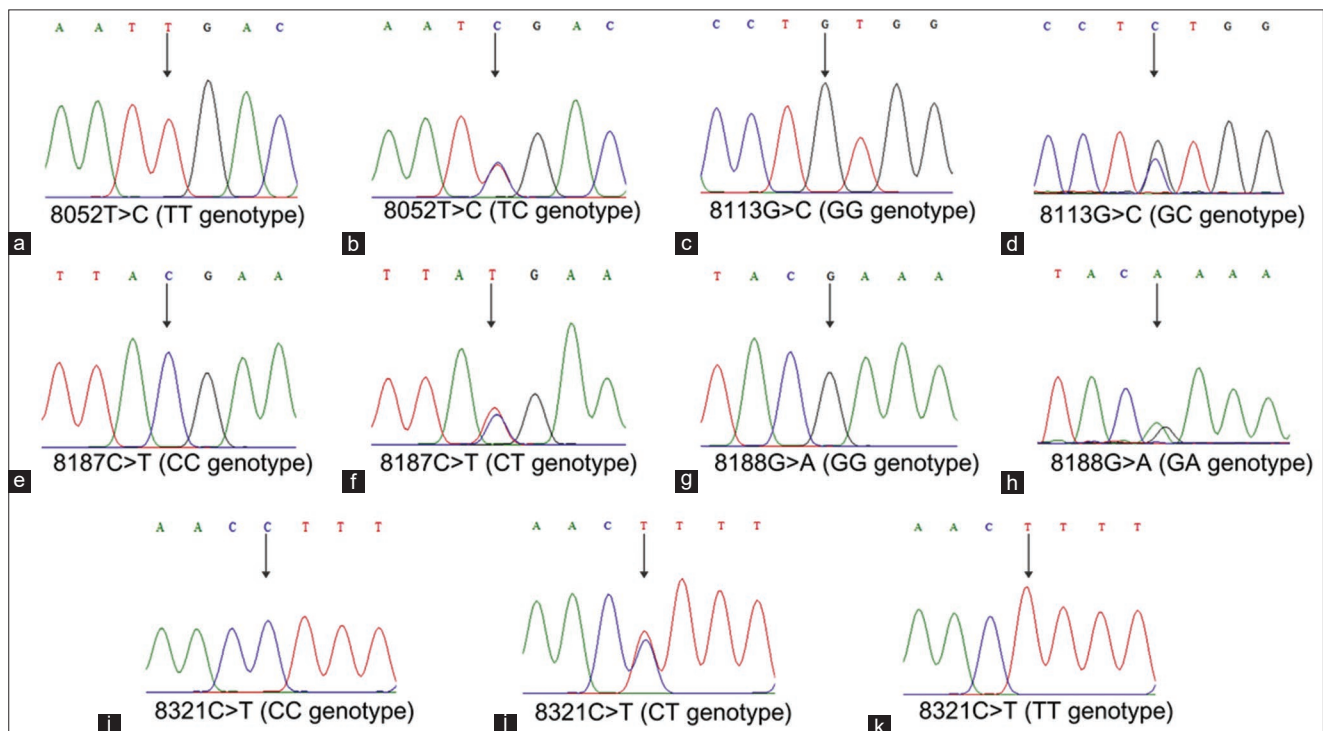 A A T T G A C
A A T C G A C
C C T G T G G
C C T C T G G
8052T>C (TT genotype)
8052T>C (TC genotype)
8113G>C (GG genotype)
8113G>C (GC genotype)
a
b
c
d
T T A C G A A
T T A T G A A
T A C G A A A
T A C A A A A
8187C>T (CC genotype)
8187C>T (CT genotype)
8188G>A (GG genotype)
8188G>A (GA genotype)
e
f
g
h
A A C C T T T
A A C T T T T
A A C T T T T
8321C>T (CC genotype)
8321C>T (CT genotype)
8321C>T (TT genotype)
i
j
k